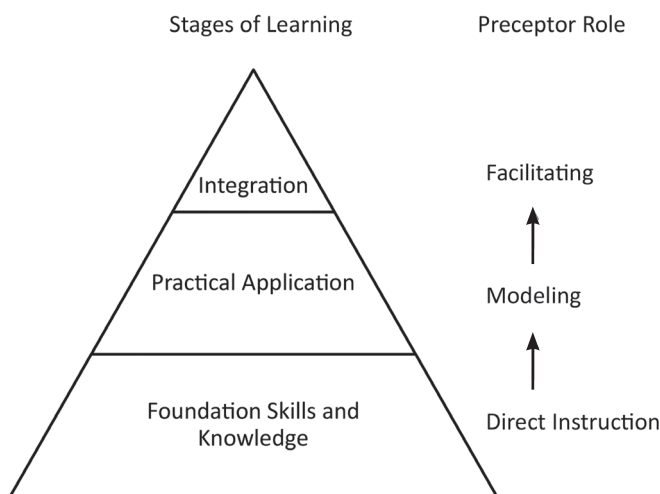 Stages of Learning
Preceptor Role
Integration
Facilitating
Practical Application
Modeling
Foundation Skills and
Knowledge
Direct Instruction